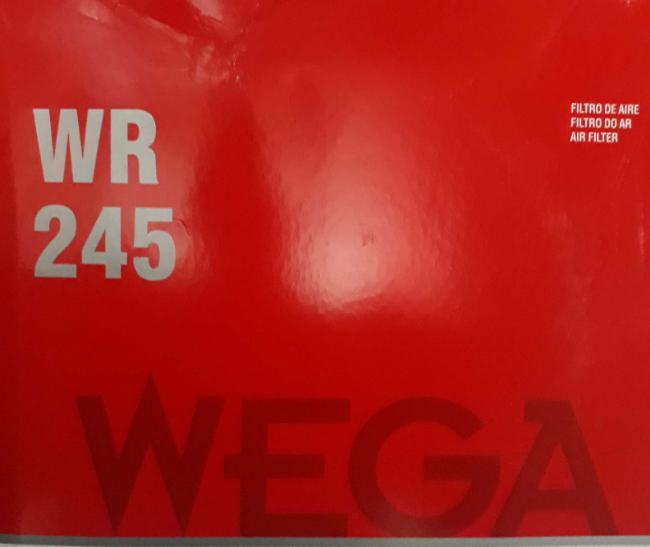 WR
245
FILTRO DE AIRE
FILTRO DO AR
AIR FILTER
WEGA